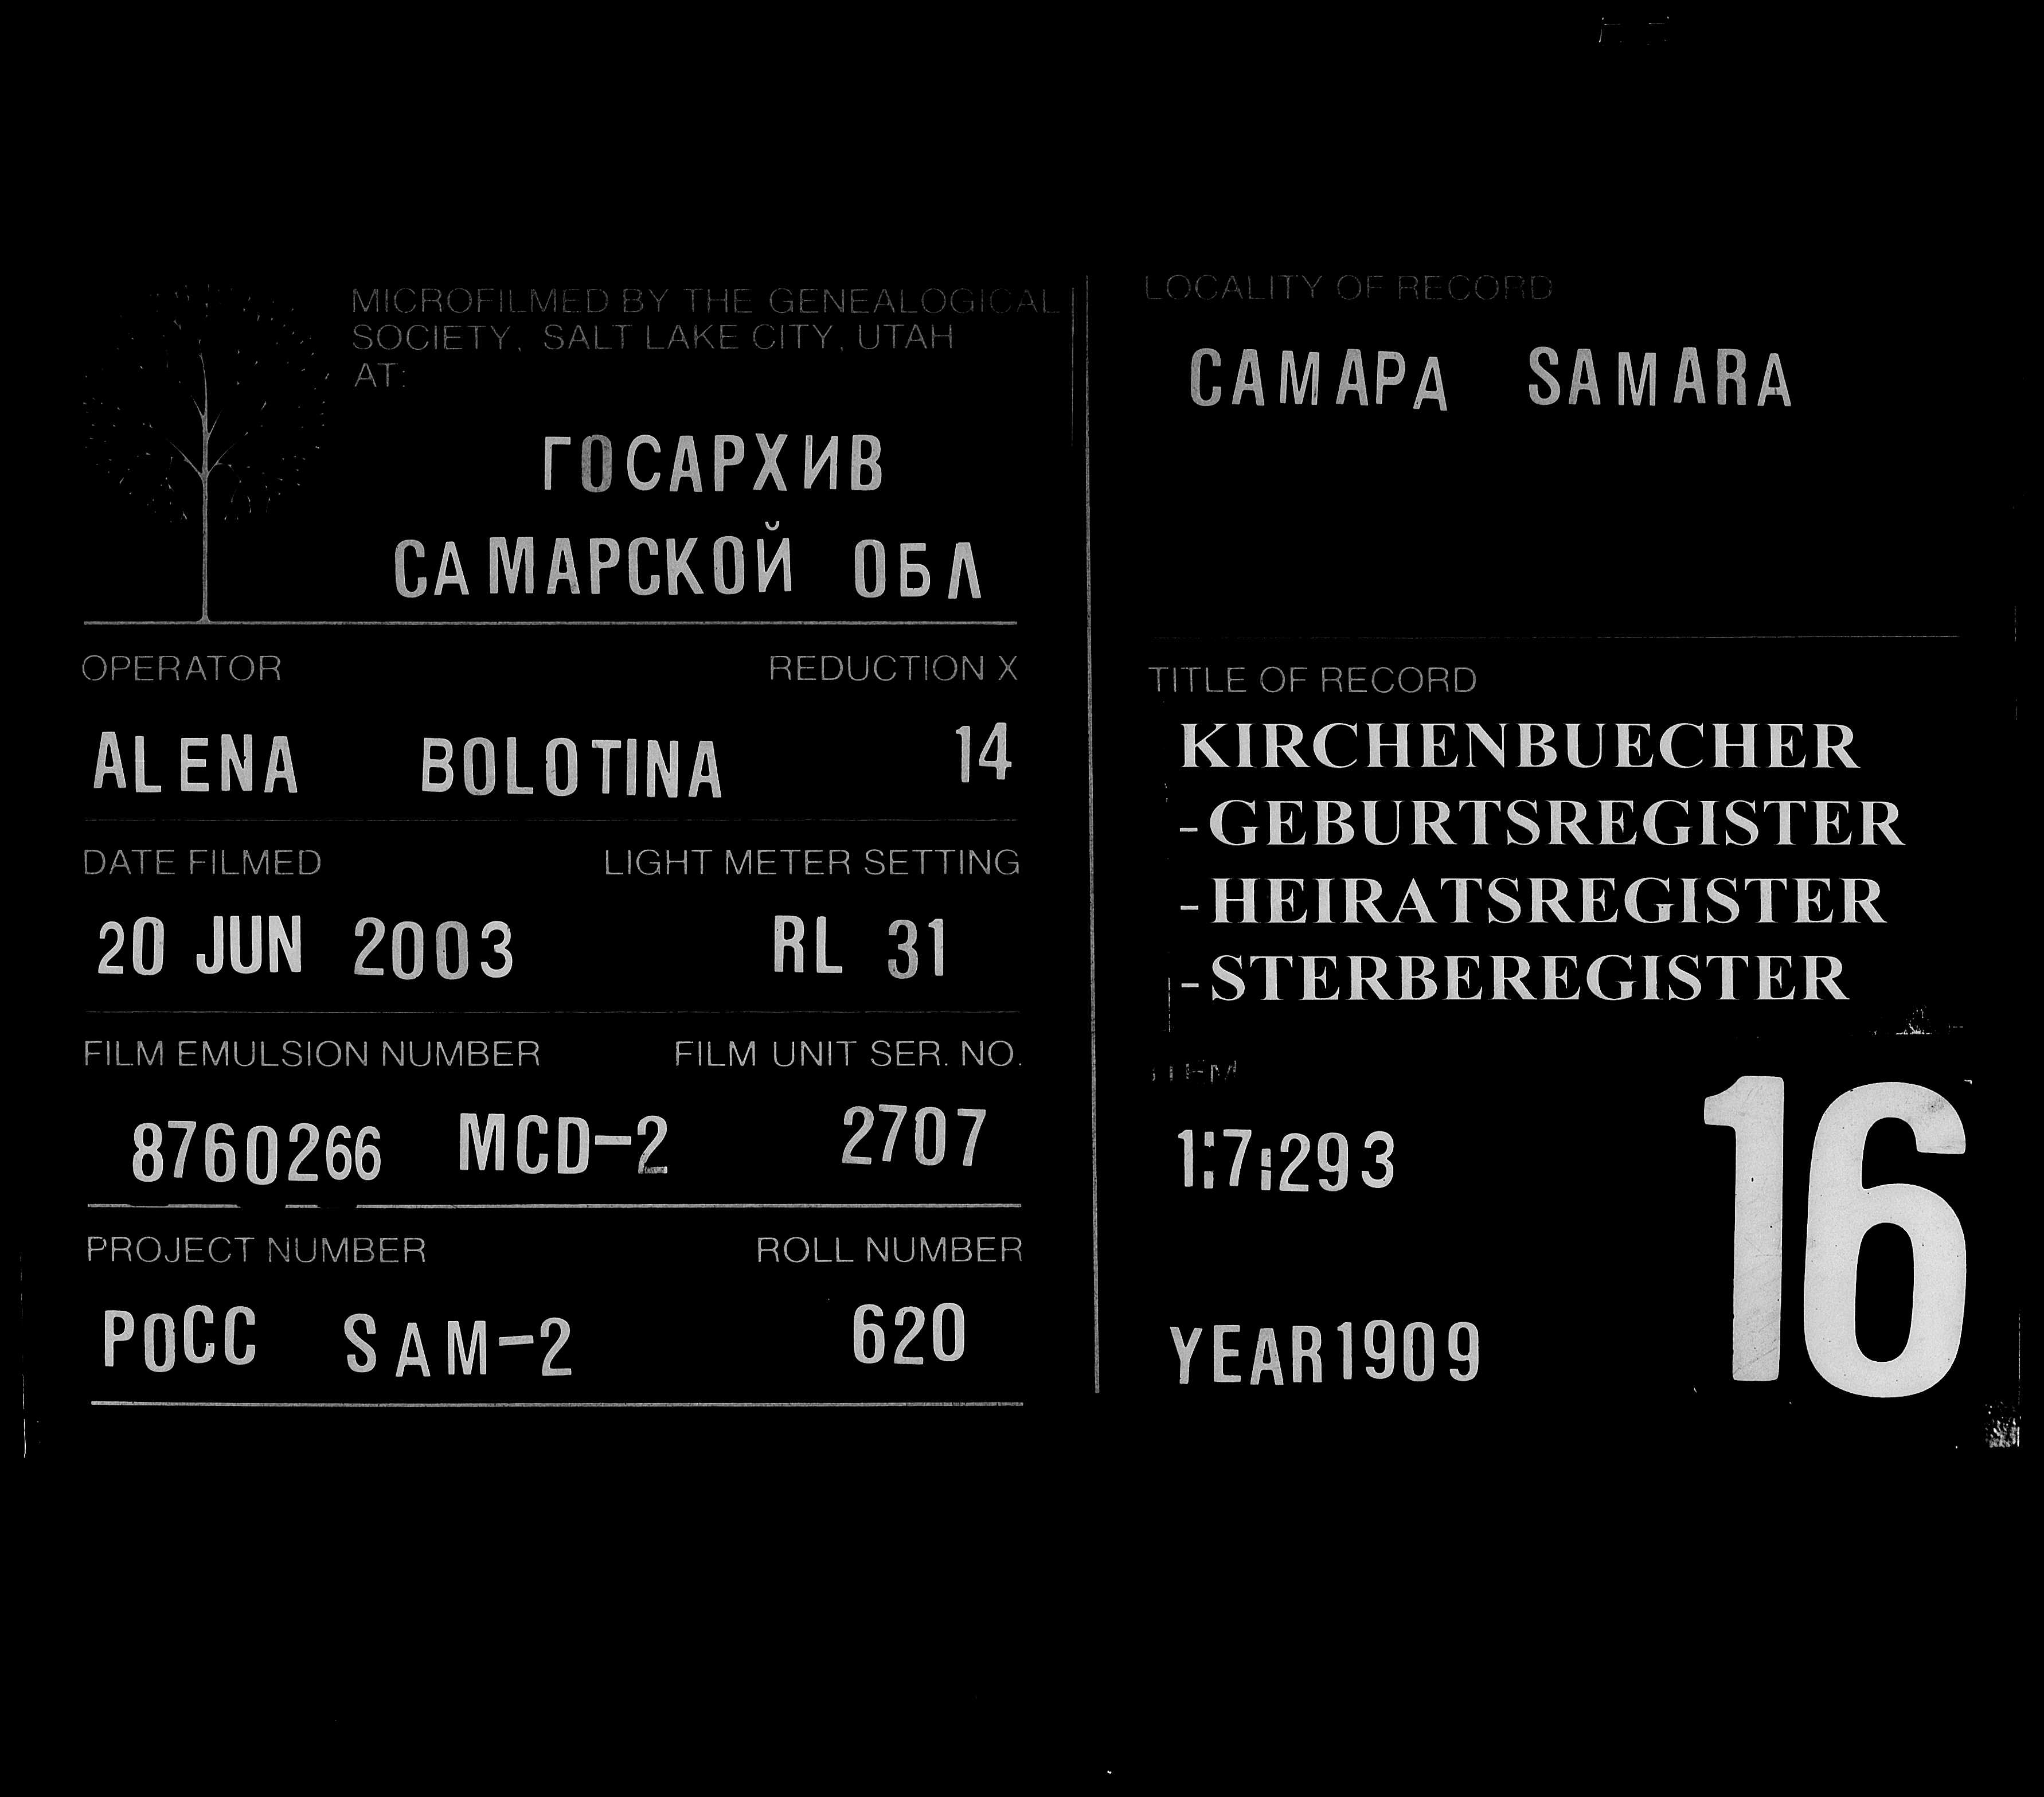 MICROFILMED BY THE GENEALOGICAL
SOCIETY, SALT LAKE CITY, UTAH
AT:
ГОСАРХИВ
САМАРСКОЙ ОБЛ
OPERATOR REDUCTION X
ALENA BOLOTINA 14
DATE FILMED LIGHT METER SETTING
20 JUN 2003 RL 31
FILM EMULSION NUMBER FILM UNIT SER. NO.
8760266 MCD-2 2707
PROJECT NUMBER ROLL NUMBER
POCC SAM-2 620
LOCALITY OF RECORD
САМАРА SAMARA
TITLE OF RECORD
KIRCHENBUECHER
-GEBURTSREGISTER
-HEIRATSREGISTER
-STERBEREGISTER
ITEM
1:7:293
16
YEAR1909